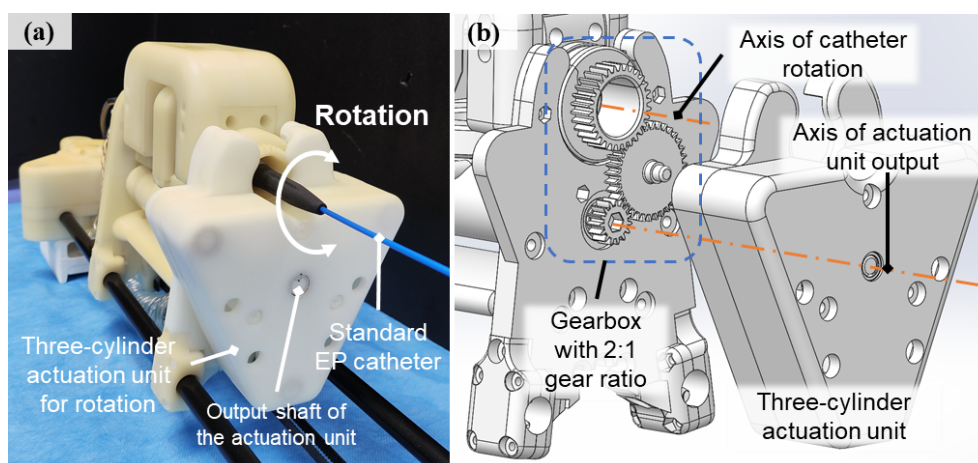 (a)
Rotation
Standard
EP catheter
Three-cylinder
actuation unit
for rotation
Output shaft of
the actuation unit
(b)
Axis of catheter
rotation
Axis of actuation
unit output
Gearbox
with 2:1
gear ratio
Three-cylinder
actuation unit